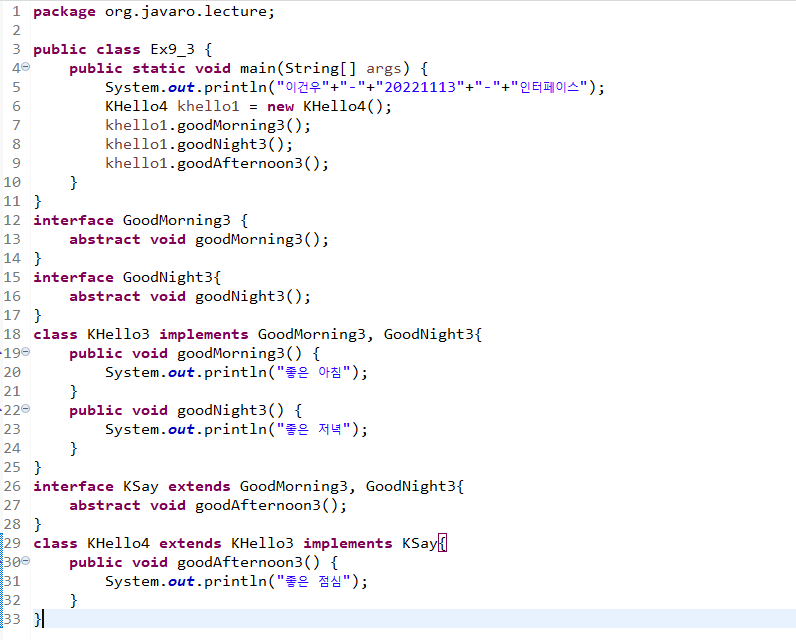 1 package org.javaro.lecture;
2
3 public class Ex9_3 {
4 public static void main(String[] args) {
5 System.out.println("이건우"+"-"+"20221113"+"-"+"인터페이스");
6 KHello4 khello1 = new KHello4();
7 khello1.goodMorning3();
8 khello1.goodNight3();
9 khello1.goodAfternoon3();
10 }
11 }
12 interface GoodMorning3 {
13 abstract void goodMorning3();
14 }
15 interface GoodNight3{
16 abstract void goodNight3();
17 }
18 class KHello3 implements GoodMorning3, GoodNight3{
19 public void goodMorning3() {
20 System.out.println("좋은 아침");
21 }
22 public void goodNight3() {
23 System.out.println("좋은 저녁");
24 }
25 }
26 interface KSay extends GoodMorning3, GoodNight3{
27 abstract void goodAfternoon3();
28 }
29 class KHello4 extends KHello3 implements KSay{
30 public void goodAfternoon3() {
31 System.out.println("좋은 점심");
32 }
33 }